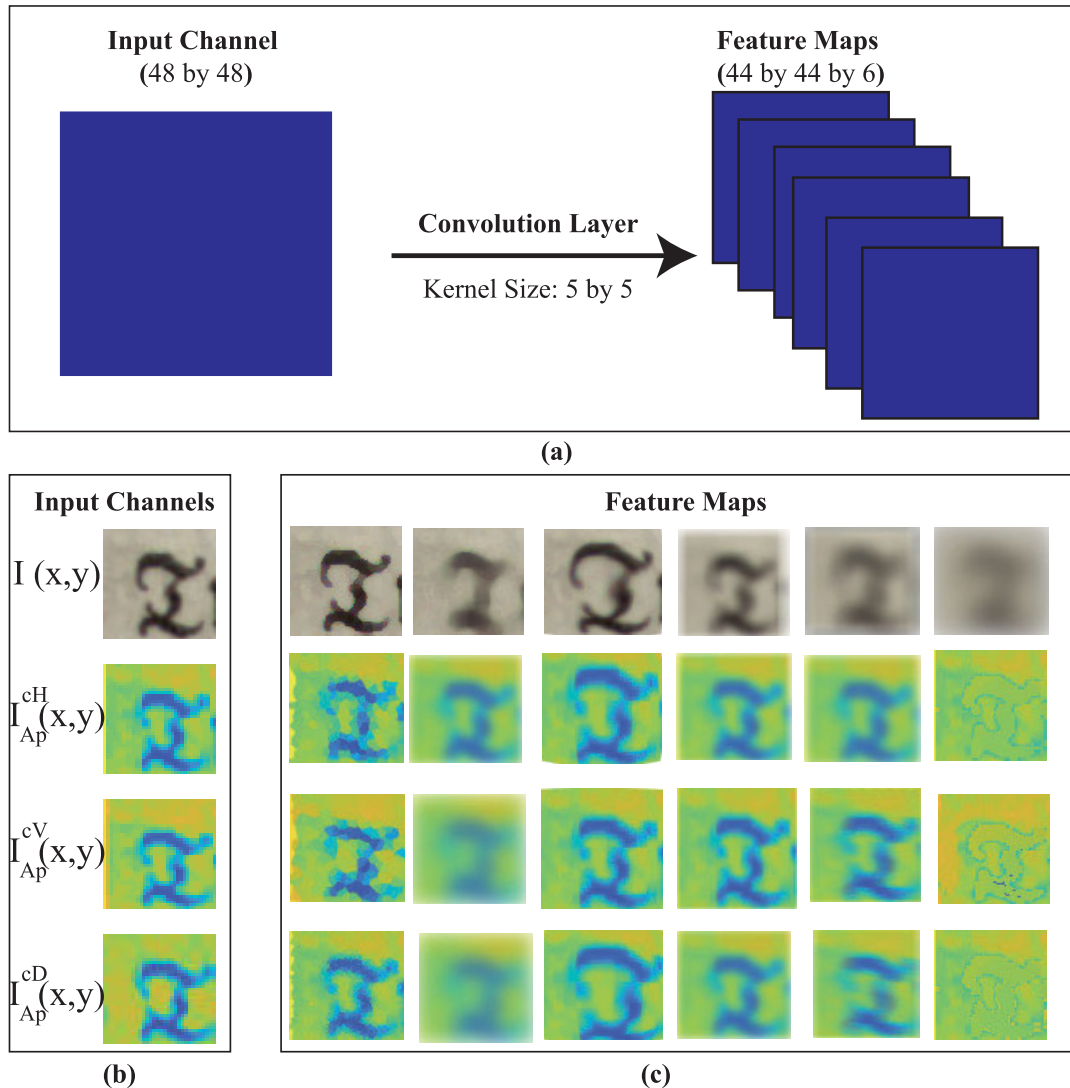 Input Channel
(48 by 48)
Feature Maps
(44 by 44 by 6)
Convolution Layer
Kernel Size: 5 by 5
(a)
Input Channels
Feature Maps
I (x,y)
I cH Ap (x,y)
I cV Ap (x,y)
I cD Ap (x,y)
(b)
(c)